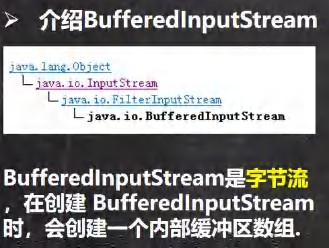 ➢ 介绍BufferedInputStream
java.lang.Object
java.io.InputStream
java.io.FilterInputStream
java.io.BufferedInputStream
BufferedInputStream是字节流
,在创建 BufferedInputStream
时,会创建一个内部缓冲区数组.